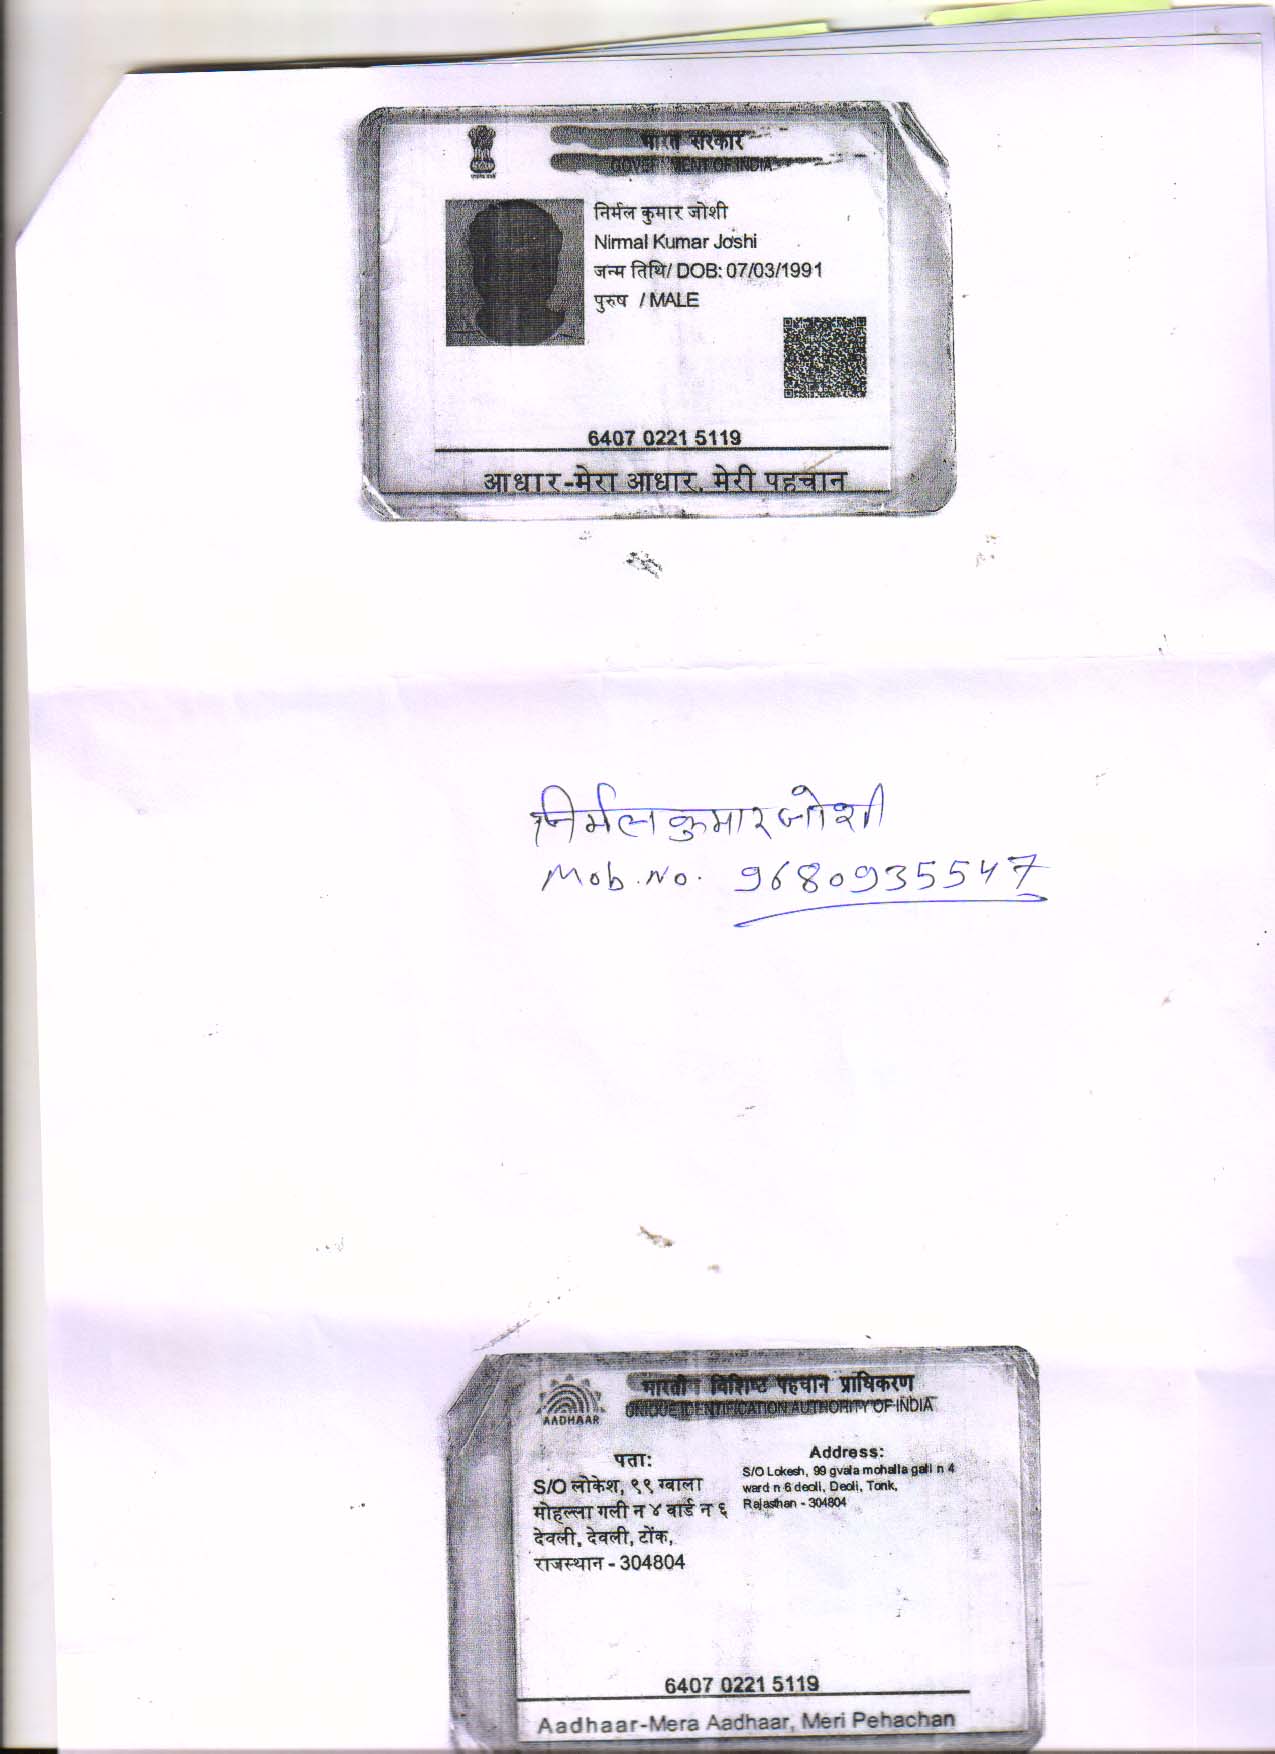 भारत सरकार
GOVERNMENT OF INDIA
निर्मल कुमार जोशी
Nirmal Kumar Joshi
जन्म तिथि/ DOB: 07/03/1991
पुरुष / MALE
6407 0221 5119
आधार-मेरा आधार, मेरी पहचान
निर्मल कुमार जोशी
Mob.No. 9680935547
भारतीय विशिष्ट पहचान प्राधिकरण
UNIQUE IDENTIFICATION AUTHORITY OF INDIA
AADHAAR
पता:
S/O लोकेश, ९९ ग्वाला
मोहल्ला गली न ४ वार्ड न ६
देवली, देवली, टोंक,
राजस्थान - 304804
Address:
S/O Lokesh, 99 gvala mohalla gali n 4
ward n 6 deoli, Deoli, Tonk,
Rajasthan - 304804
6407 0221 5119
Aadhaar-Mera Aadhaar, Meri Pehachan